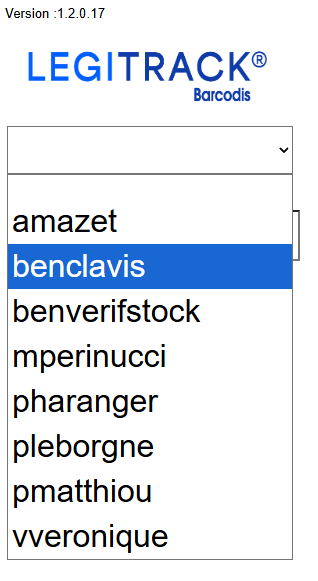 Version :1.2.0.17
LEGITRACK®
Barcodis
amazet
benclavis
benverifstock
mperinucci
pharanger
pleborgne
pmatthiou
vveronique